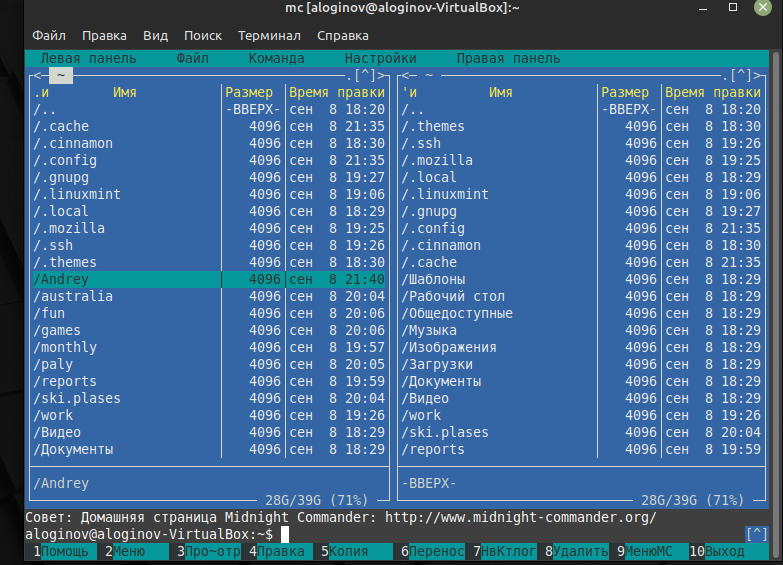 mc [aloginov@aloginov-VirtualBox]:~
Файл Правка Вид Поиск Терминал Справка
Левая панель Файл Команда Настройки Правая панель
<─ ~ ─.[^]> <─ ~ ─.[^]>
.и Имя Размер Время правки 'и Имя Размер Время правки
/.. -ВВЕРХ- сен 8 18:20 /.. -ВВЕРХ- сен 8 18:20
/.cache 4096 сен 8 21:35 /.themes 4096 сен 8 18:30
/.cinnamon 4096 сен 8 18:30 /.ssh 4096 сен 8 19:26
/.config 4096 сен 8 21:35 /.mozilla 4096 сен 8 19:25
/.gnupg 4096 сен 8 19:27 /.local 4096 сен 8 18:29
/.linuxmint 4096 сен 8 19:06 /.linuxmint 4096 сен 8 19:06
/.local 4096 сен 8 18:29 /.gnupg 4096 сен 8 19:27
/.mozilla 4096 сен 8 19:25 /.config 4096 сен 8 21:35
/.ssh 4096 сен 8 19:26 /.cinnamon 4096 сен 8 18:30
/.themes 4096 сен 8 18:30 /.cache 4096 сен 8 21:35
/Andrey 4096 сен 8 21:40 /Шаблоны 4096 сен 8 18:29
/australia 4096 сен 8 20:04 /Рабочий стол 4096 сен 8 18:29
/fun 4096 сен 8 20:06 /Общедоступные 4096 сен 8 18:29
/games 4096 сен 8 20:06 /Музыка 4096 сен 8 18:29
/monthly 4096 сен 8 19:57 /Изображения 4096 сен 8 18:29
/paly 4096 сен 8 20:05 /Загрузки 4096 сен 8 18:29
/reports 4096 сен 8 19:59 /Документы 4096 сен 8 18:29
/ski.plases 4096 сен 8 20:04 /Видео 4096 сен 8 18:29
/work 4096 сен 8 19:26 /work 4096 сен 8 19:26
/Видео 4096 сен 8 18:29 /ski.plases 4096 сен 8 20:04
/Документы 4096 сен 8 18:29 /reports 4096 сен 8 19:59
/Andrey -ВВЕРХ-
28G/39G (71%) 28G/39G (71%)
Совет: Домашняя страница Midnight Commander: http://www.midnight-commander.org/
aloginov@aloginov-VirtualBox:~$ [^]
1Помощь 2Меню 3Про~отр 4Правка 5Копия 6Перенос 7НвКтлог 8Удалить 9МенюMC 10Выход